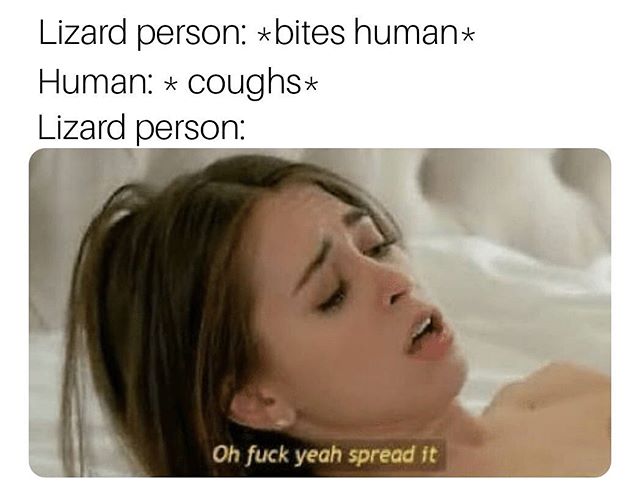 Lizard person: *bites human*
Human: * coughs*
Lizard person:
Oh fuck yeah spread it